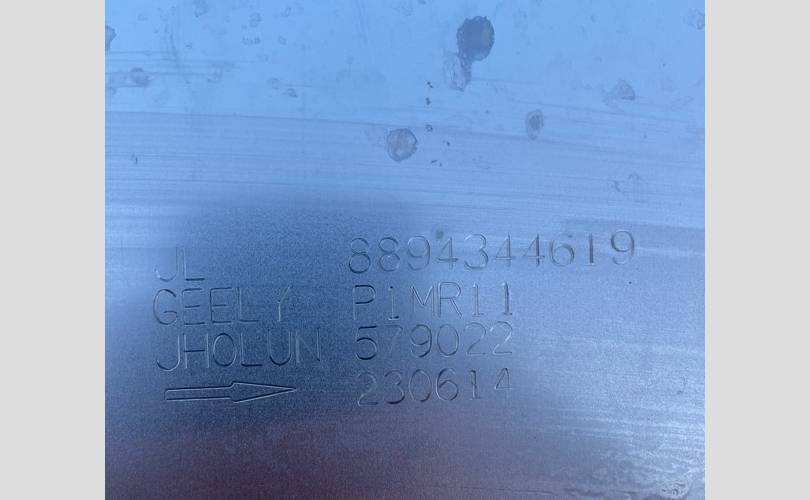 JL 8894344619
GEELY P1MR11
JHOLUN 579022
230614